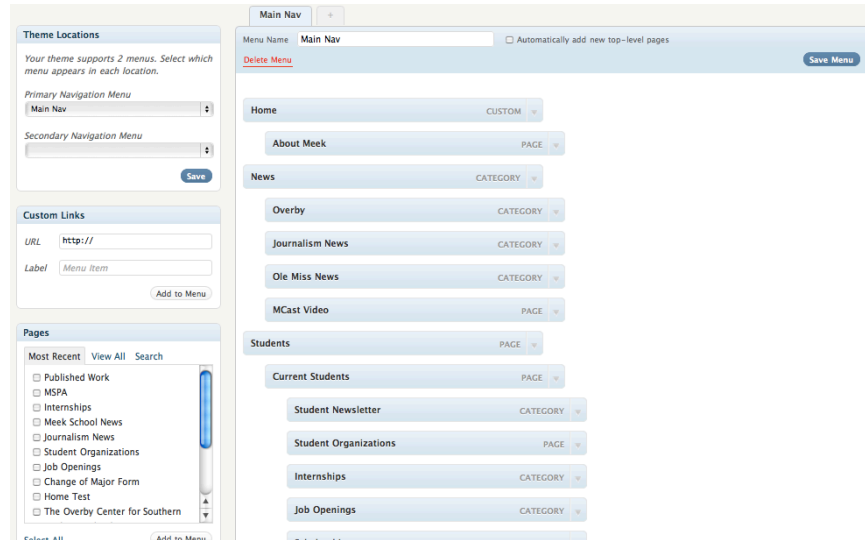 Main Nav
+
Theme Locations
Your theme supports 2 menus. Select which
menu appears in each location.
Primary Navigation Menu
Main Nav
Secondary Navigation Menu
Save
Custom Links
URL http://
Label Menu Item
Add to Menu
Pages
Most Recent View All Search
Published Work
MSPA
Internships
Meek School News
Journalism News
Student Organizations
Job Openings
Change of Major Form
Home Test
The Overby Center for Southern
Select All Add to Menu
Menu Name Main Nav Automatically add new top-level pages
Delete Menu Save Menu
Home CUSTOM
About Meek PAGE
News CATEGORY
Overby CATEGORY
Journalism News CATEGORY
Ole Miss News CATEGORY
MCast Video PAGE
Students PAGE
Current Students PAGE
Student Newsletter CATEGORY
Student Organizations PAGE
Internships CATEGORY
Job Openings CATEGORY